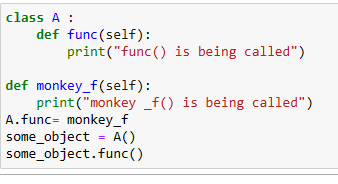 class A :
    def func(self):
        print("func() is being called")

def monkey_f(self):
    print("monkey _f() is being called")
A.func= monkey_f
some_object = A()
some_object.func()